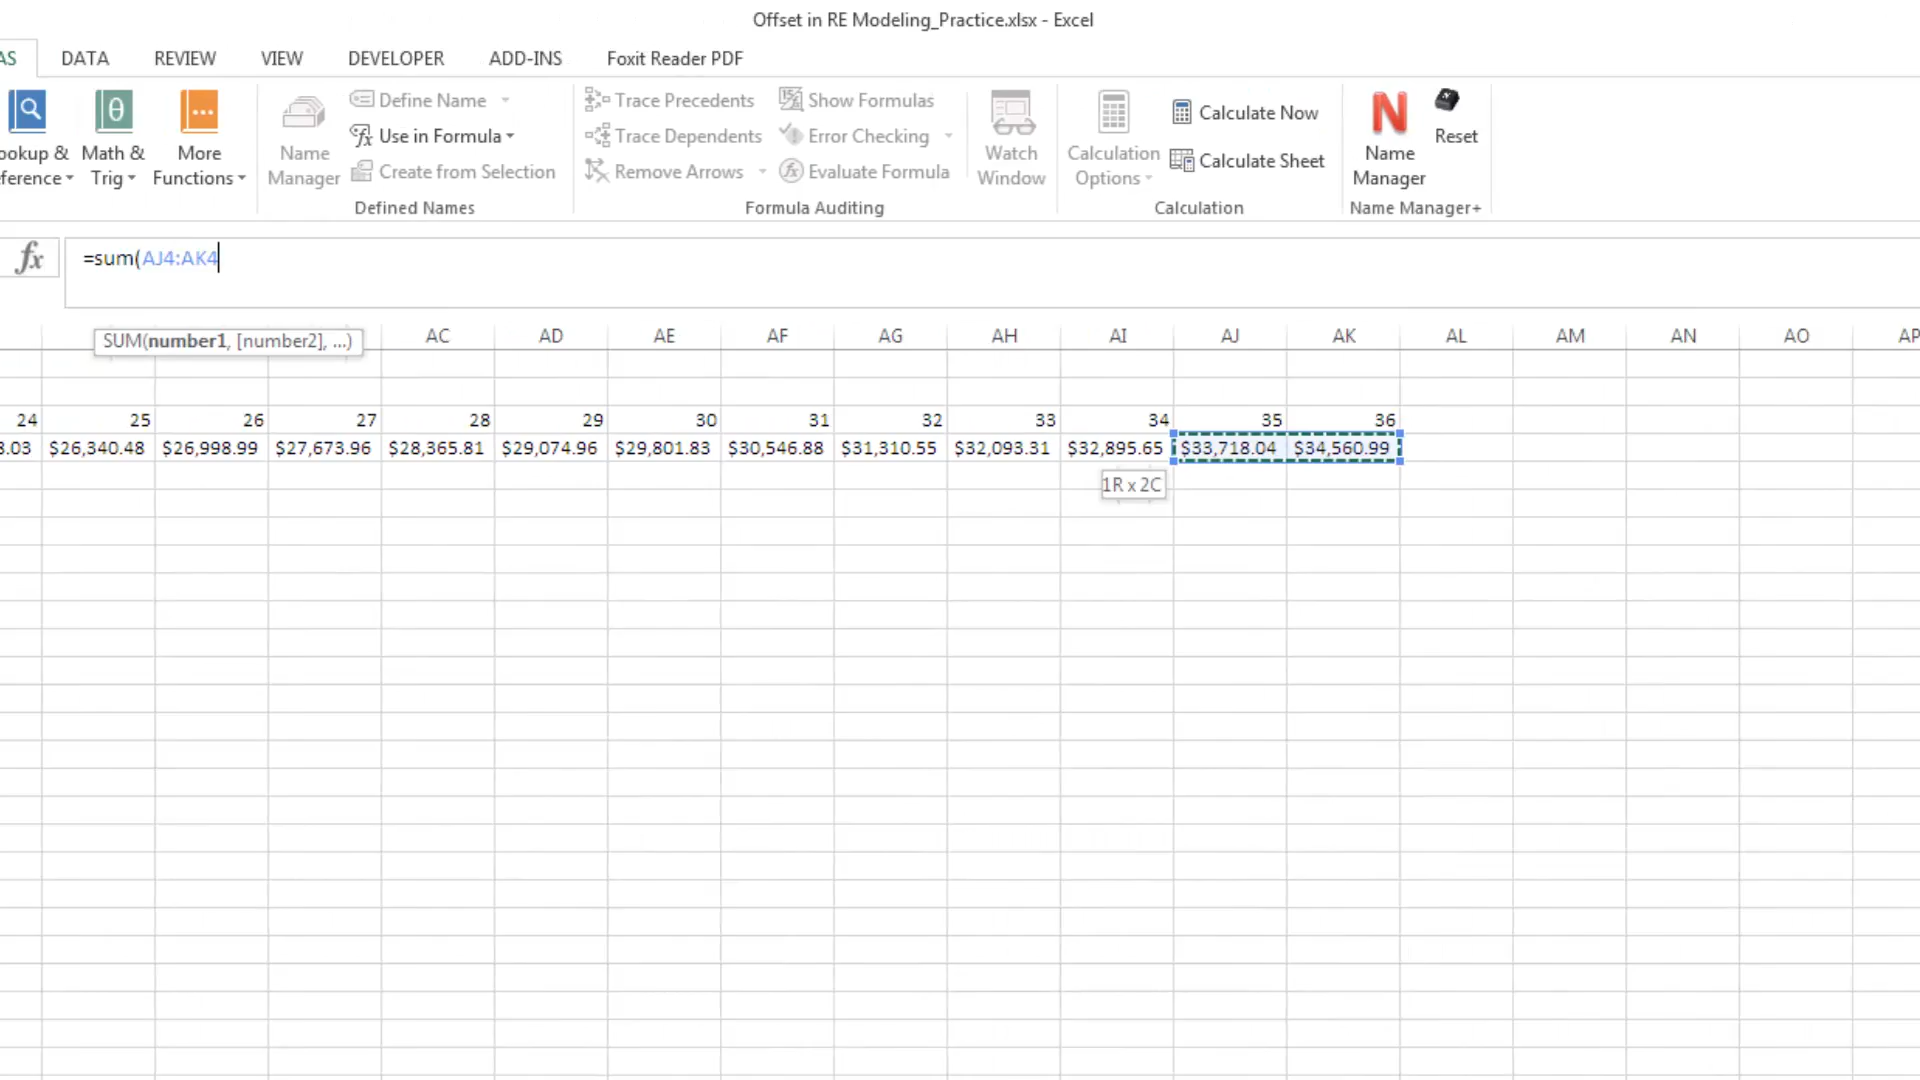 Offset in RE Modeling_Practice.xlsx - Excel
AS DATA REVIEW VIEW DEVELOPER ADD-INS Foxit Reader PDF
ookup & ference
Math & Trig
More Functions
Name Manager
Define Name
Use in Formula
Create from Selection
Defined Names
Trace Precedents
Trace Dependents
Remove Arrows
Show Formulas
Error Checking
Evaluate Formula
Formula Auditing
Watch Window
Calculation Options
Calculate Now
Calculate Sheet
Calculation
Name Manager
Reset
Name Manager+
fx =sum(AJ4:AK4
SUM(number1, [number2], ...)
AC AD AE AF AG AH AI AJ AK AL AM AN AO AP
24 25 26 27 28 29 30 31 32 33 34 35 36
3.03 $26,340.48 $26,998.99 $27,673.96 $28,365.81 $29,074.96 $29,801.83 $30,546.88 $31,310.55 $32,093.31 $32,895.65 $33,718.04 $34,560.99
1R x 2C